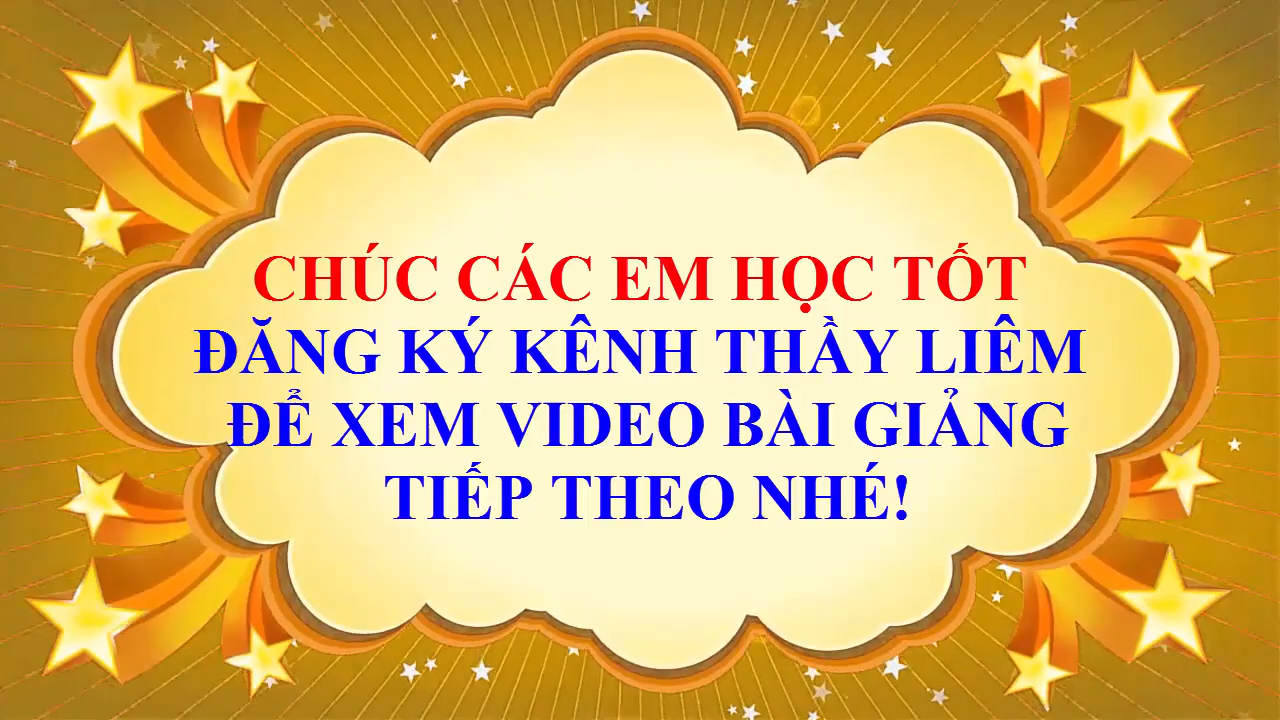 CHÚC CÁC EM HỌC TỐT
ĐĂNG KÝ KÊNH THẦY LIÊM
ĐỂ XEM VIDEO BÀI GIẢNG
TIẾP THEO NHÉ!